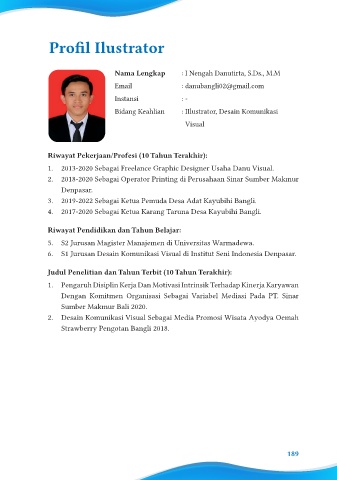 Profil Ilustrator
Nama Lengkap : I Nengah Danutirta, S.Ds., M.M
Email : danubangli02@gmail.com
Instansi : -
Bidang Keahlian : Illustrator, Desain Komunikasi
Visual
Riwayat Pekerjaan/Profesi (10 Tahun Terakhir):
1. 2013-2020 Sebagai Freelance Graphic Designer Usaha Danu Visual.
2. 2018-2020 Sebagai Operator Printing di Perusahaan Sinar Sumber Makmur
Denpasar.
3. 2019-2022 Sebagai Ketua Pemuda Desa Adat Kayubihi Bangli.
4. 2017-2020 Sebagai Ketua Karang Taruna Desa Kayubihi Bangli.
Riwayat Pendidikan dan Tahun Belajar:
5. S2 Jurusan Magister Manajemen di Universitas Warmadewa.
6. S1 Jurusan Desain Komunikasi Visual di Institut Seni Indonesia Denpasar.
Judul Penelitian dan Tahun Terbit (10 Tahun Terakhir):
1. Pengaruh Disiplin Kerja Dan Motivasi Intrinsik Terhadap Kinerja Karyawan
Dengan Komitmen Organisasi Sebagai Variabel Mediasi Pada PT. Sinar
Sumber Makmur Bali 2020.
2. Desain Komunikasi Visual Sebagai Media Promosi Wisata Ayodya Oemah
Strawberry Pengotan Bangli 2018.
189